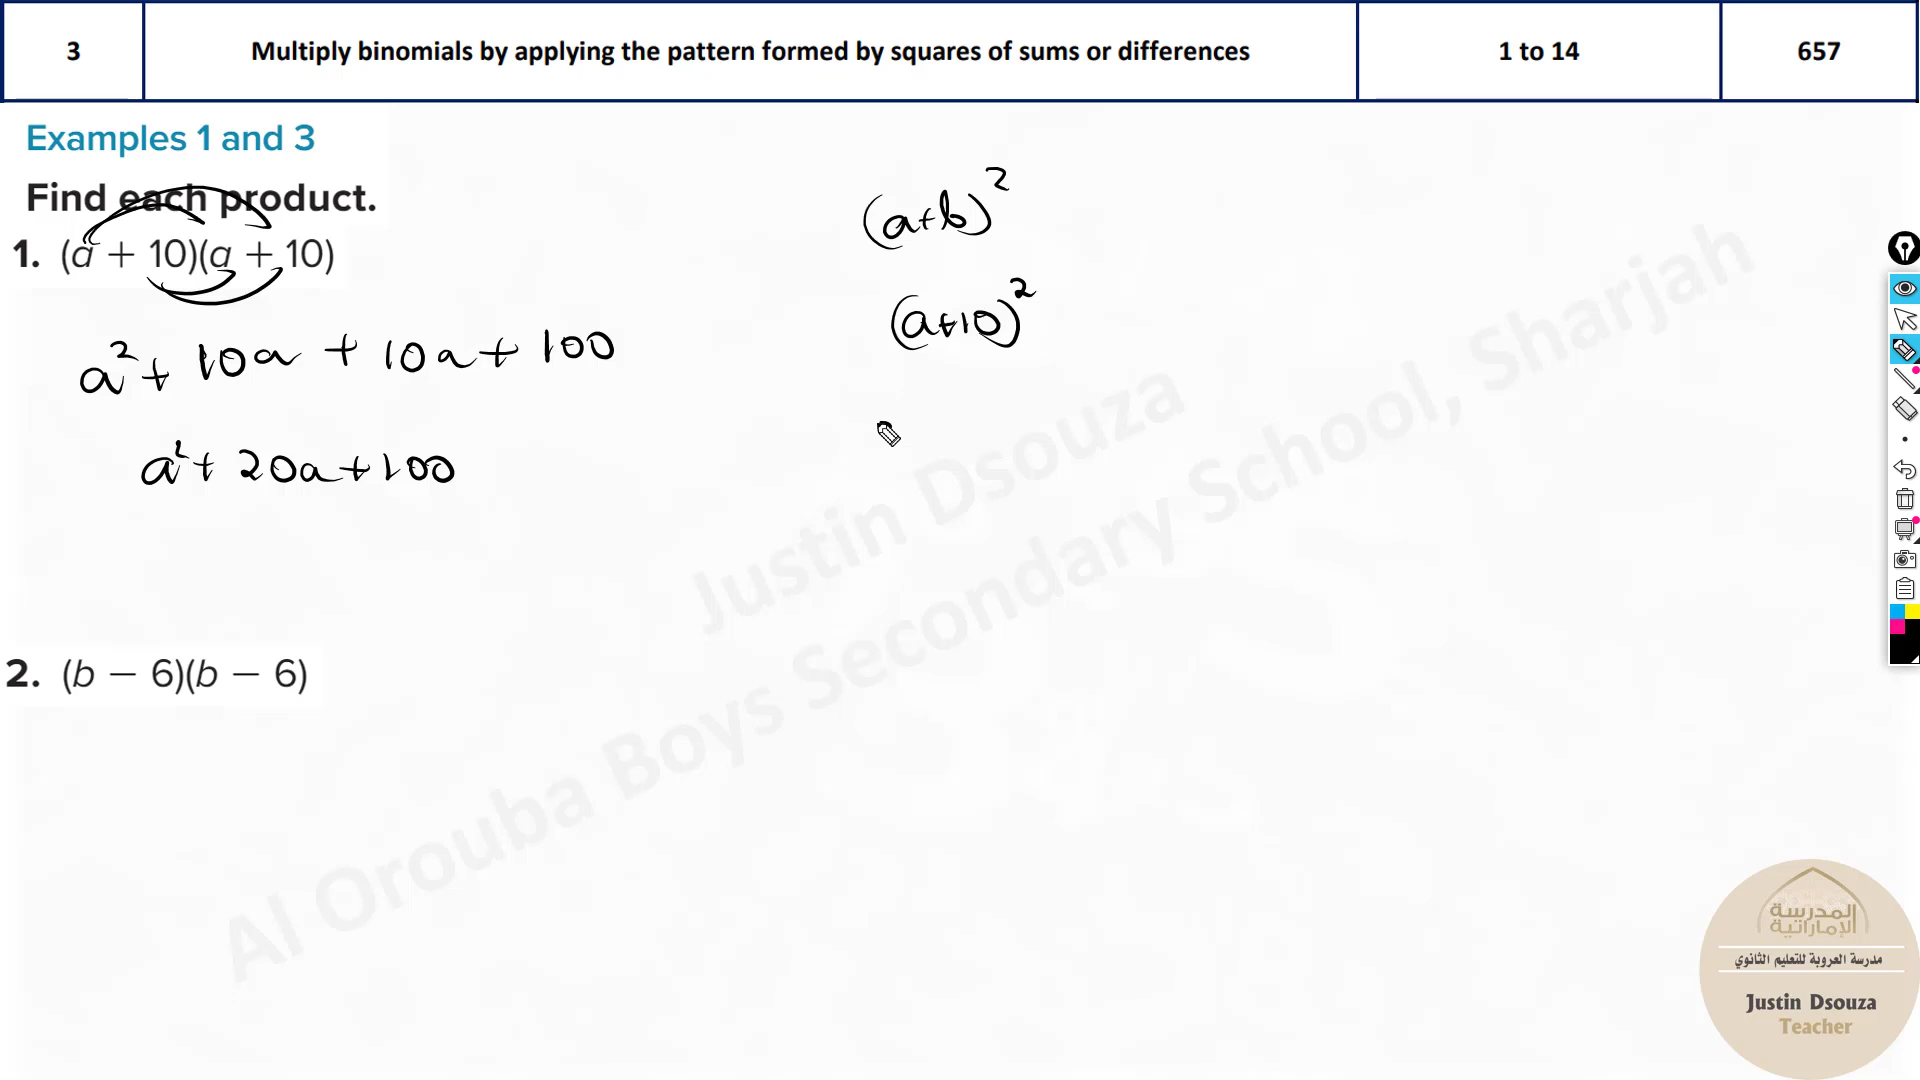 3 Multiply binomials by applying the pattern formed by squares of sums or differences 1 to 14 657
Examples 1 and 3
Find each product.
1. (a + 10)(a + 10)
a² + 10a + 10a + 100
a² + 20a + 100
(a+b)²
(a+10)²
2. (b − 6)(b − 6)
Justin Dsouza
Al Orouba Boys Secondary School, Sharjah
المدرسة
الإماراتية
مدرسة العروبة للتعليم الثانوي
Justin Dsouza
Teacher